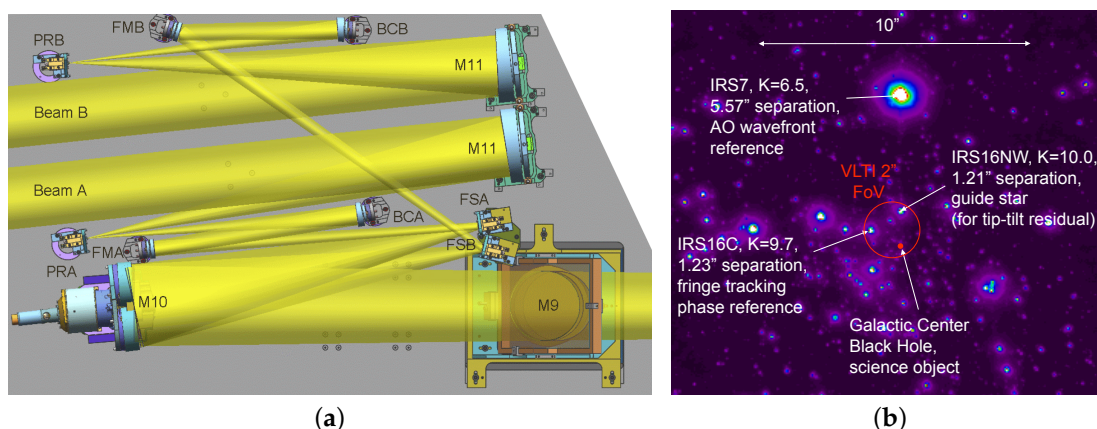 FMB
BCB
PRB
M11
Beam B
M11
Beam A
FSA
BCA
FMA
FSB
PRA
M10
M9
(a)
10”
IRS7, K=6.5,
5.57” separation,
AO wavefront
reference
IRS16NW, K=10.0,
1.21” separation,
guide star
(for tip-tilt residual)
VLTI 2”
FoV
IRS16C, K=9.7,
1.23” separation,
fringe tracking
phase reference
Galactic Center
Black Hole,
science object
(b)